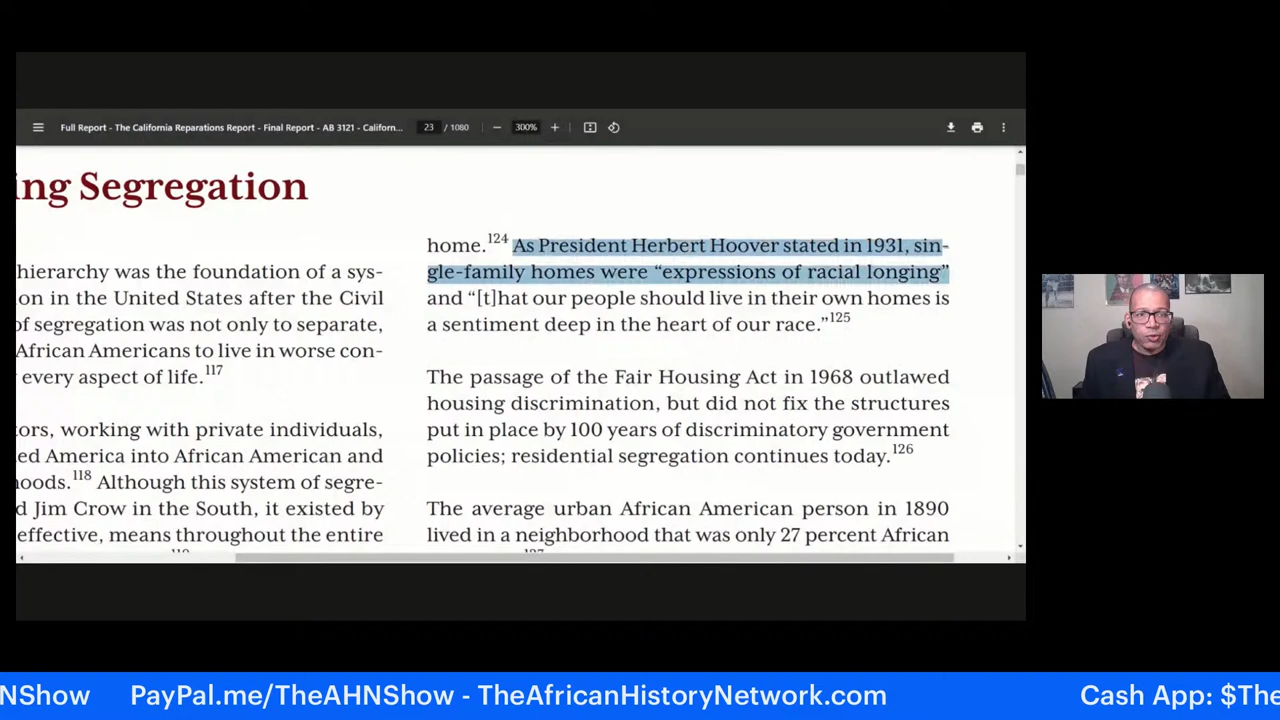 Full Report - The California Reparations Report - Final Report - AB 3121 - Californ... 23 / 1080 300%
ing Segregation
hierarchy was the foundation of a sys-
on in the United States after the Civil
of segregation was not only to separate,
African Americans to live in worse con-
every aspect of life.117
tors, working with private individuals,
ed America into African American and
oods.118 Although this system of segre-
d Jim Crow in the South, it existed by
effective, means throughout the entire
home.124 As President Herbert Hoover stated in 1931, sin-
gle-family homes were “expressions of racial longing”
and “[t]hat our people should live in their own homes is
a sentiment deep in the heart of our race.”125
The passage of the Fair Housing Act in 1968 outlawed
housing discrimination, but did not fix the structures
put in place by 100 years of discriminatory government
policies; residential segregation continues today.126
The average urban African American person in 1890
lived in a neighborhood that was only 27 percent African
NShow PayPal.me/TheAHNShow - TheAfricanHistoryNetwork.com Cash App: $The